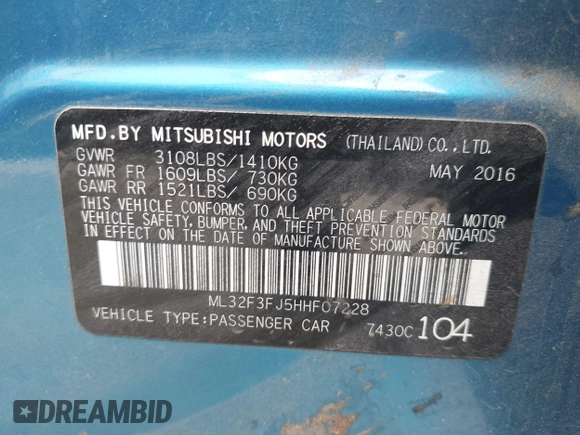 MFD.BY MITSUBISHI MOTORS (THAILAND)CO.,LTD.
GVWR 3108LBS/1410KG MAY 2016
GAWR FR 1609LBS/ 730KG
GAWR RR 1521LBS/ 690KG
THIS VEHICLE CONFORMS TO ALL APPLICABLE FEDERAL MOTOR
VEHICLE SAFETY, BUMPER, AND THEFT PREVENTION STANDARDS
IN EFFECT ON THE DATE OF MANUFACTURE SHOWN ABOVE.
ML32F3FJ5HHF07228
VEHICLE TYPE:PASSENGER CAR 7430C 104
DREAMBID